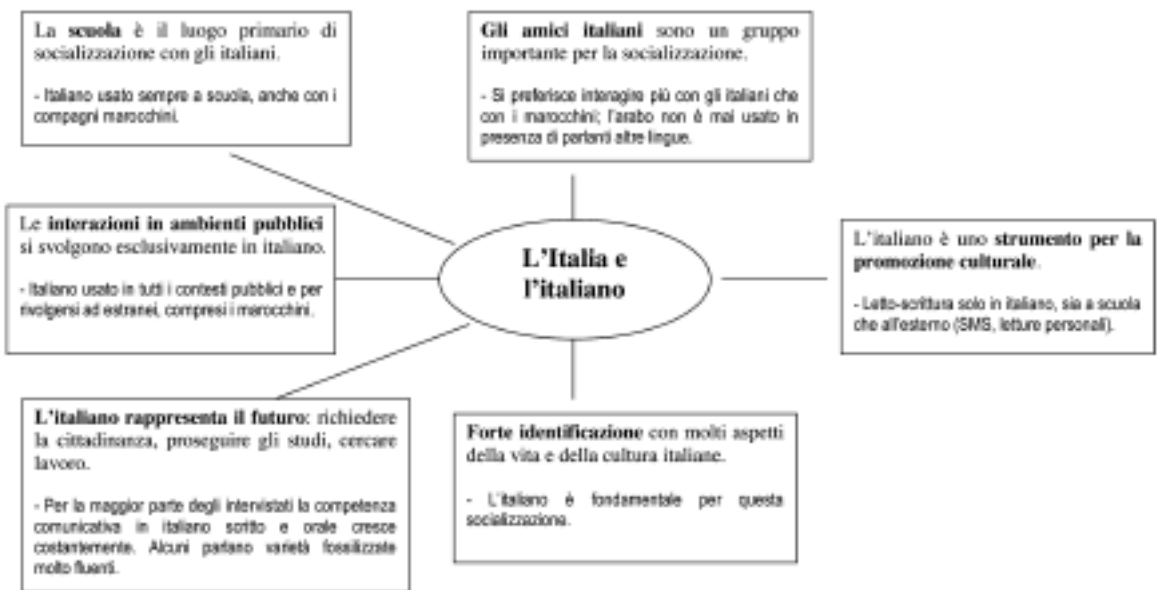 La scuola è il luogo primario di
socializzazione con gli italiani.
- Italiano usato sempre a scuola, anche con i
compagni marocchini.
Gli amici italiani sono un gruppo
importante per la socializzazione.
- Si preferisce interagire più con gli italiani che
con i marocchini; l'arabo non è mai usato in
presenza di parlanti altre lingue.
Le interazioni in ambienti pubblici
si svolgono esclusivamente in italiano.
- Italiano usato in tutti i contesti pubblici e per
rivolgersi ad estranei, compresi i marocchini.
L'Italia e
l'italiano
L'italiano è uno strumento per la
promozione culturale.
- Letto-scrittura solo in italiano, sia a scuola
che all'esterno (SMS, letture personali).
L'italiano rappresenta il futuro: richiedere
la cittadinanza, proseguire gli studi, cercare
lavoro.
- Per la maggior parte degli intervistati la competenza
comunicativa in italiano scritto e orale cresce
costantemente. Alcuni parlano varietà fossilizzate
molto fluenti.
Forte identificazione con molti aspetti
della vita e della cultura italiane.
- L'italiano è fondamentale per questa
socializzazione.